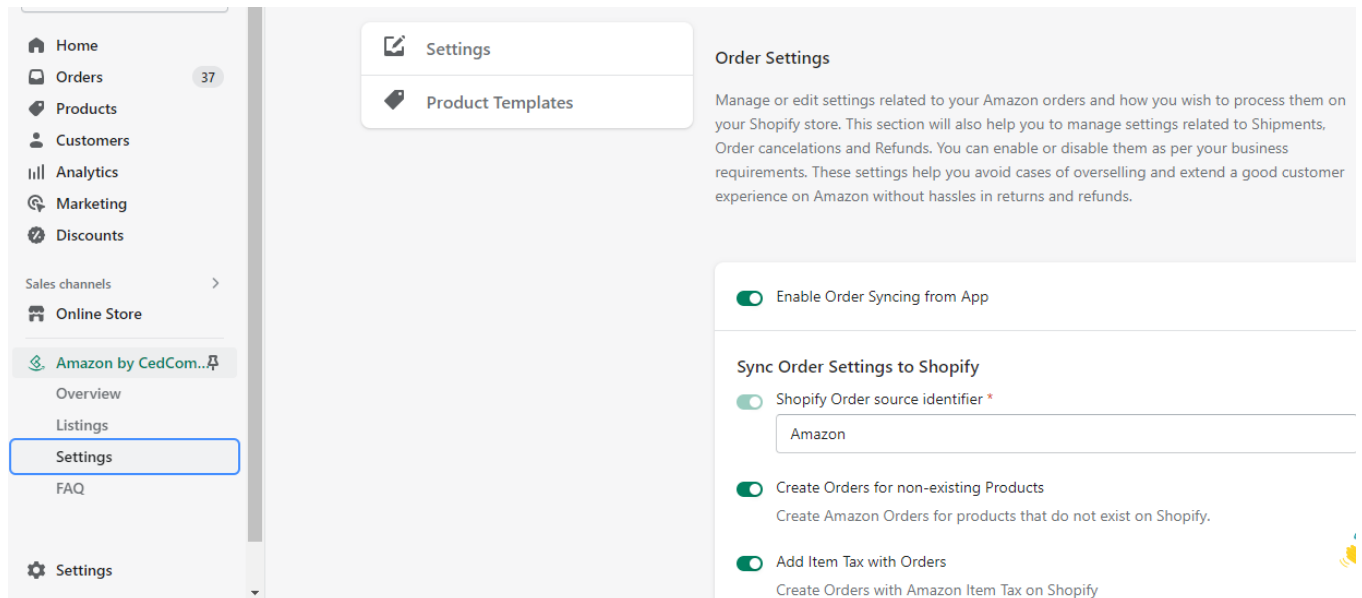 Home
Orders 37
Products
Customers
Analytics
Marketing
Discounts
Sales channels
Online Store
Amazon by CedCom...
Overview
Listings
Settings
FAQ
Settings
Settings
Product Templates
Order Settings
Manage or edit settings related to your Amazon orders and how you wish to process them on
your Shopify store. This section will also help you to manage settings related to Shipments,
Order cancelations and Refunds. You can enable or disable them as per your business
requirements. These settings help you avoid cases of overselling and extend a good customer
experience on Amazon without hassles in returns and refunds.
Enable Order Syncing from App
Sync Order Settings to Shopify
Shopify Order source identifier *
Amazon
Create Orders for non-existing Products
Create Amazon Orders for products that do not exist on Shopify.
Add Item Tax with Orders
Create Orders with Amazon Item Tax on Shopify